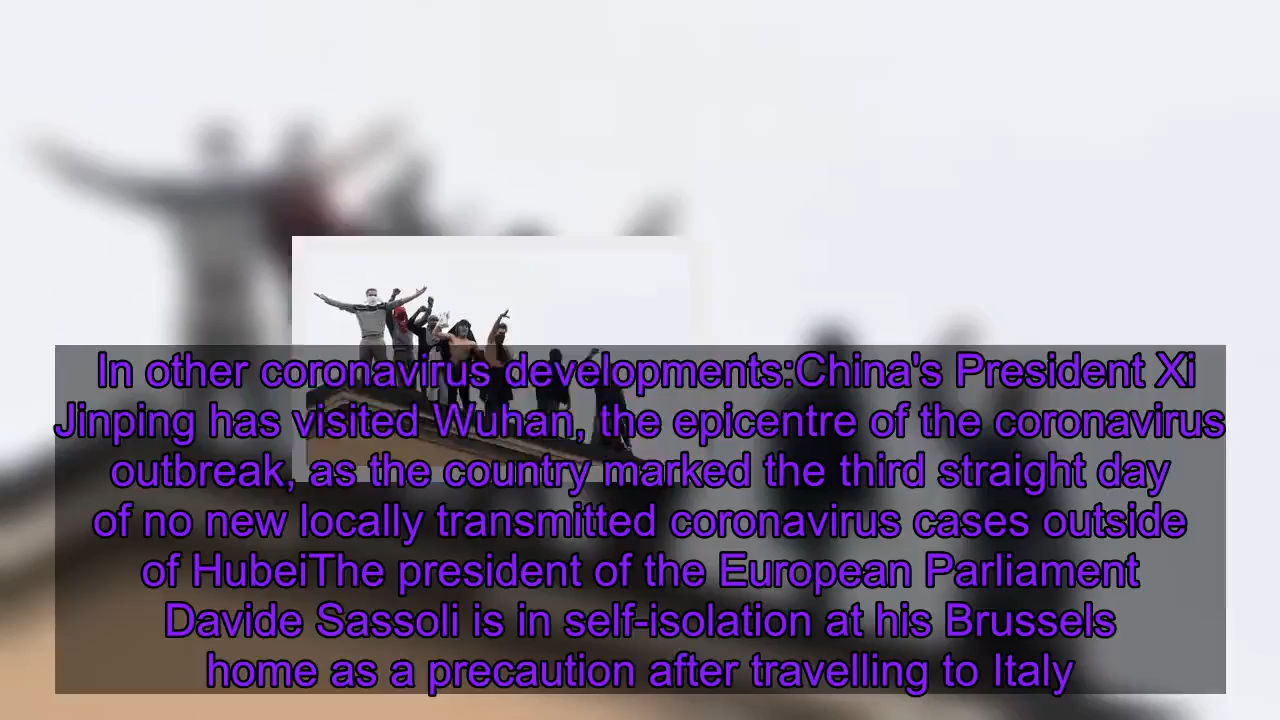 In other coronavirus developments:China's President Xi
Jinping has visited Wuhan, the epicentre of the coronavirus
outbreak, as the country marked the third straight day
of no new locally transmitted coronavirus cases outside
of HubeiThe president of the European Parliament
Davide Sassoli is in self-isolation at his Brussels
home as a precaution after travelling to Italy